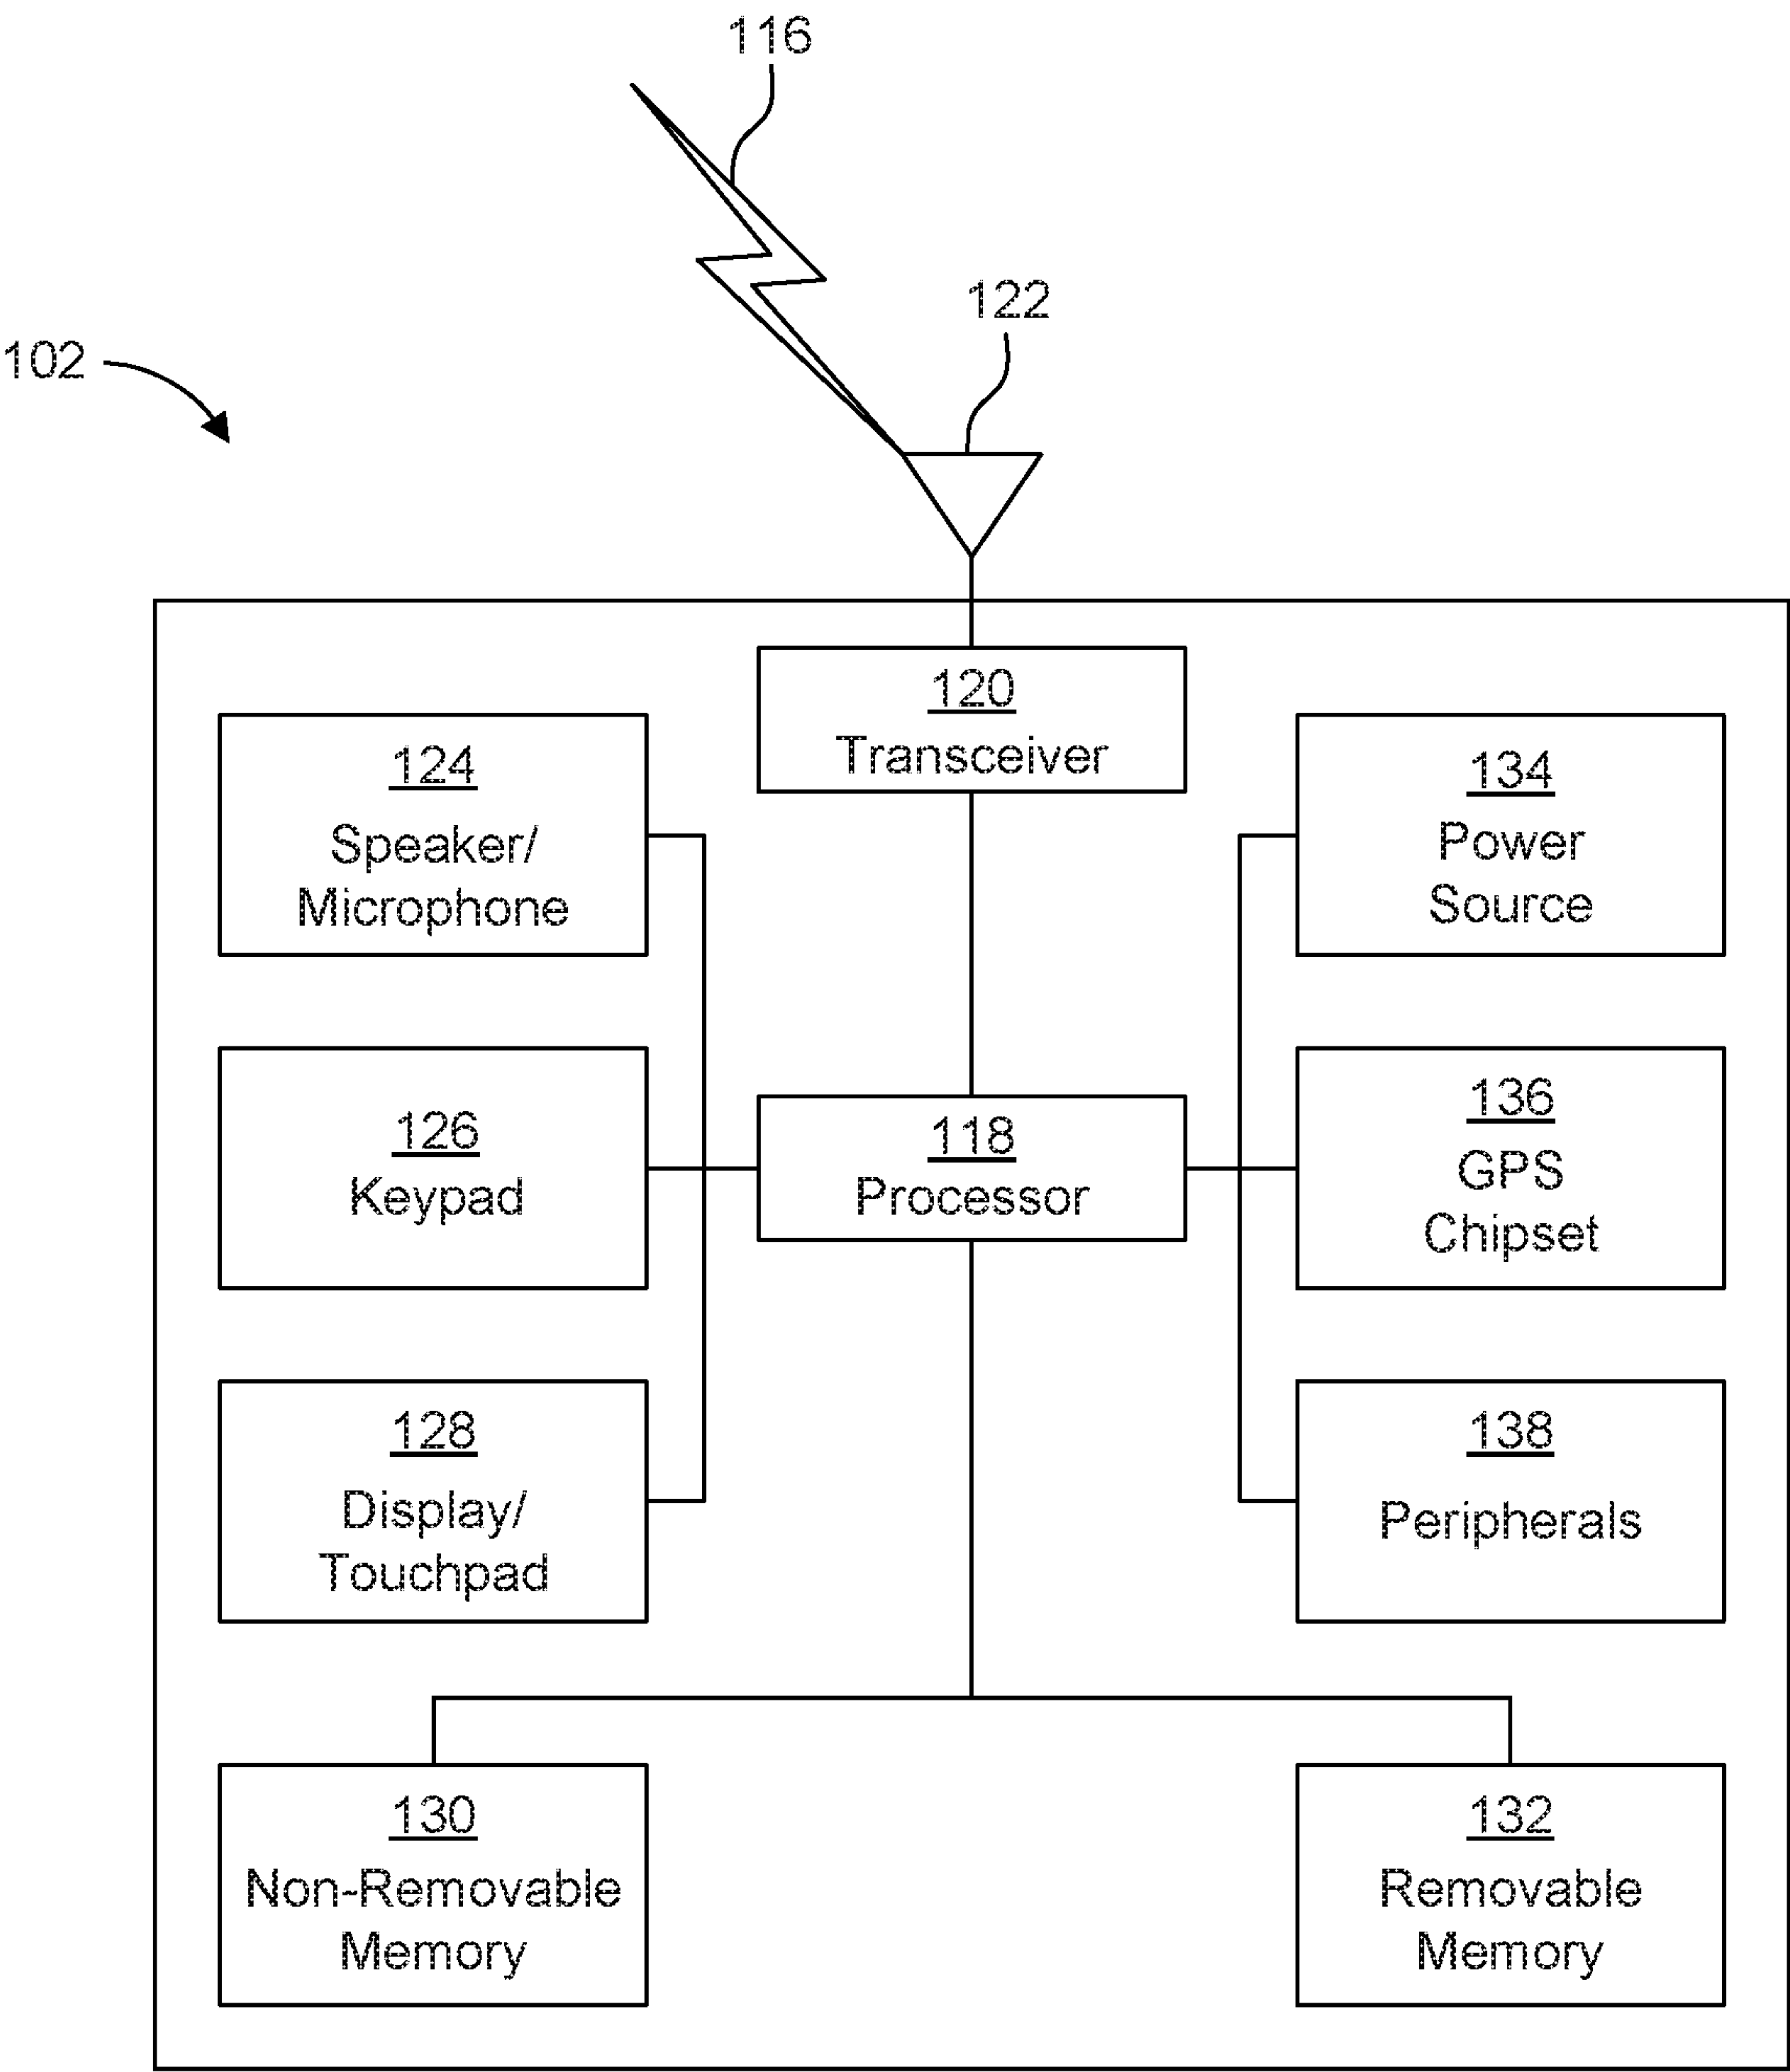 116
122
102
120
Transceiver
124
Speaker/
Microphone
134
Power
Source
126
Keypad
118
Processor
136
GPS
Chipset
128
Display/
Touchpad
138
Peripherals
130
Non-Removable
Memory
132
Removable
Memory